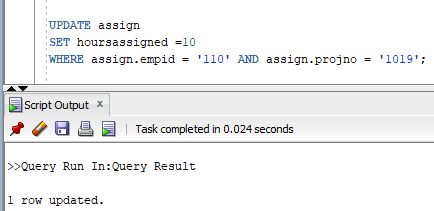 UPDATE assign
SET hoursassigned =10
WHERE assign.empid = '110' AND assign.projno = '1019';
Script Output x
Task completed in 0.024 seconds
>>Query Run In:Query Result
1 row updated.